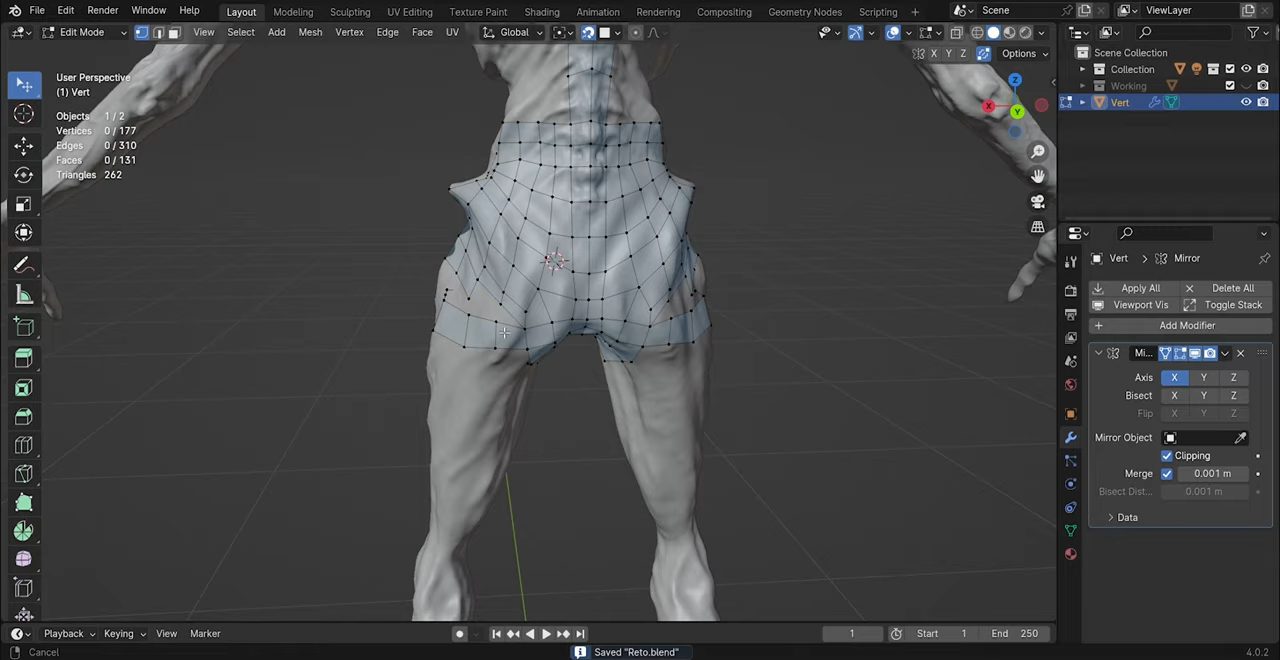 File Edit Render Window Help Layout Modeling Sculpting UV Editing Texture Paint Shading Animation Rendering Compositing Geometry Nodes Scripting + Scene ViewLayer
Edit Mode View Select Add Mesh Vertex Edge Face UV Global
X Y Z Options
Scene Collection
Collection
Working
Vert
User Perspective
(1) Vert
Objects 1 / 2
Vertices 0 / 177
Edges 0 / 310
Faces 0 / 131
Triangles 262
Z
X
Y
Vert Mirror
Apply All Delete All
Viewport Vis Toggle Stack
Add Modifier
Mi...
Axis X Y Z
Bisect X Y Z
Flip X Y Z
Mirror Object
Clipping
Merge 0.001 m
Bisect Dist... 0.001 m
Data
Playback Keying View Marker 1 Start 1 End 250
Cancel Saved "Reto.blend" 4.0.2